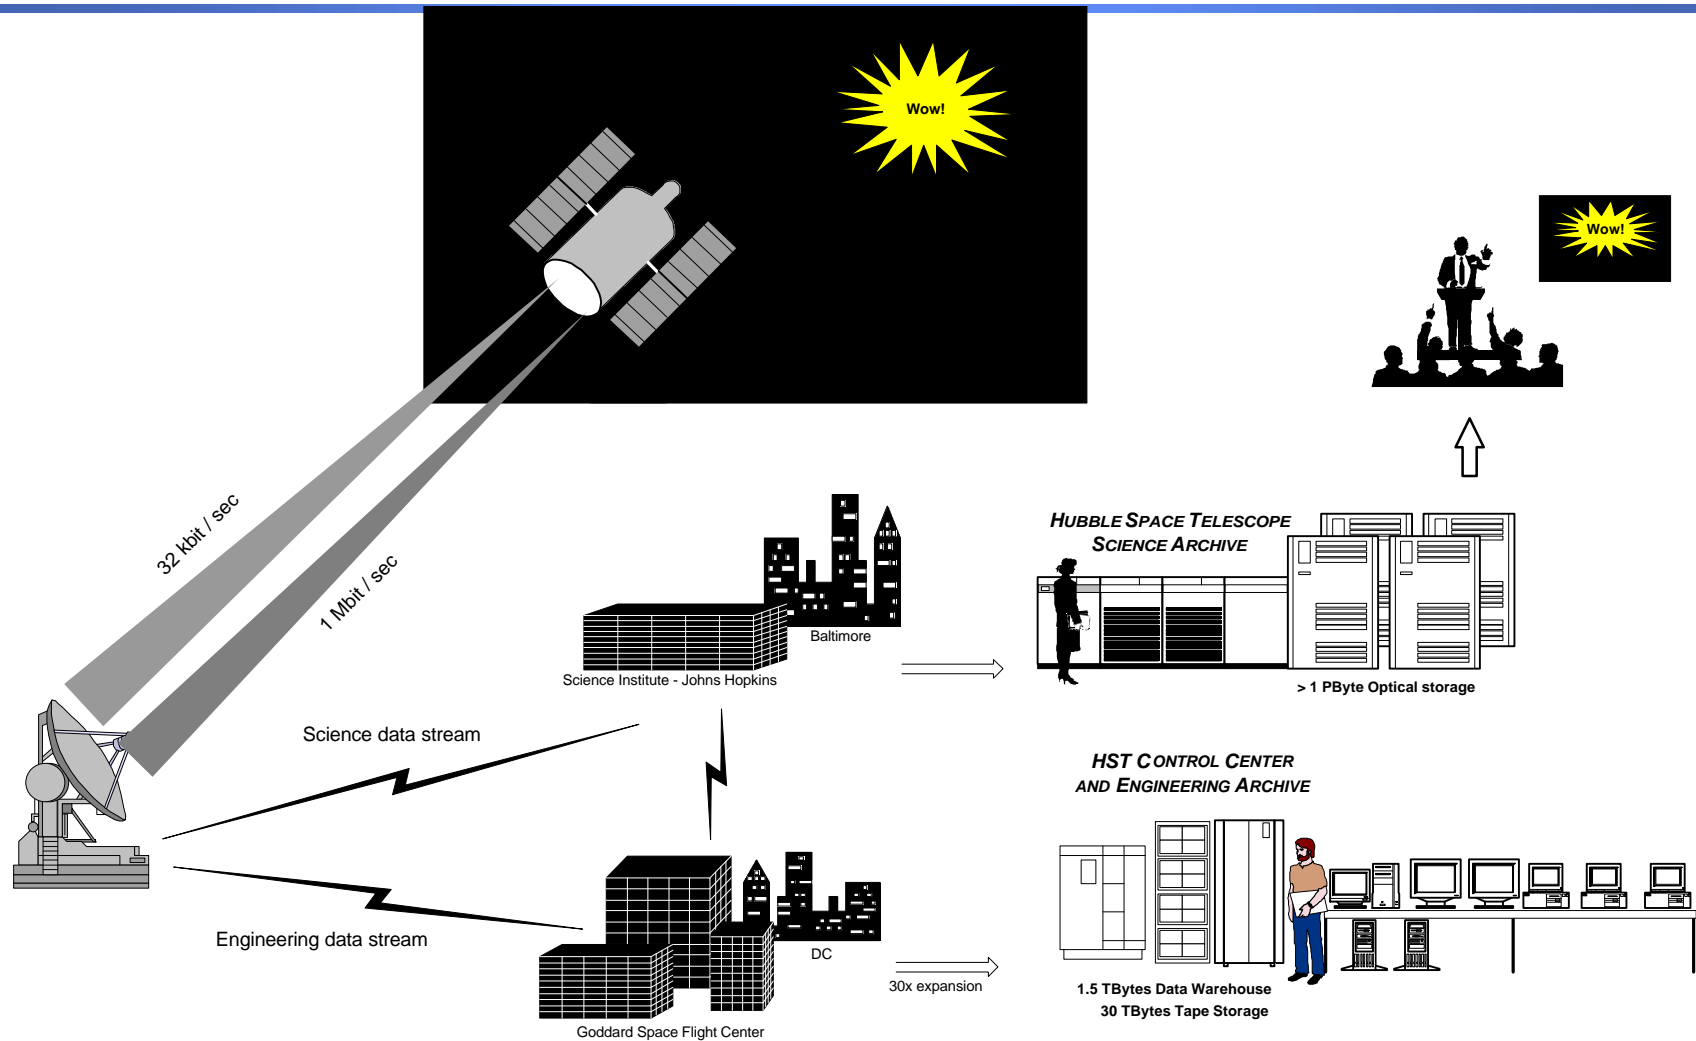 Wow!
Wow!
32 kbit / sec
1 Mbit / sec
HUBBLE SPACE TELESCOPE
SCIENCE ARCHIVE
Baltimore
Science Institute - Johns Hopkins
> 1 PByte Optical storage
Science data stream
HST CONTROL CENTER
AND ENGINEERING ARCHIVE
Engineering data stream
DC
30x expansion
1.5 TBytes Data Warehouse
30 TBytes Tape Storage
Goddard Space Flight Center